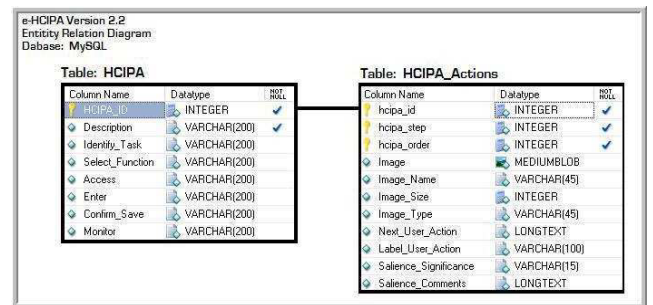 e-HCIPA Version 2.2
Entitity Relation Diagram
Dabase: MySQL
Table: HCIPA
Column Name Datatype NOT NULL
HCIPA_ID INTEGER
Description VARCHAR(200)
Identify_Task VARCHAR(200)
Select_Function VARCHAR(200)
Access VARCHAR(200)
Enter VARCHAR(200)
Confirm_Save VARCHAR(200)
Monitor VARCHAR(200)
Table: HCIPA_Actions
Column Name Datatype NOT NULL
hcipa_id INTEGER
hcipa_step INTEGER
hcipa_order INTEGER
Image MEDIUMBLOB
Image_Name VARCHAR(45)
Image_Size INTEGER
Image_Type VARCHAR(45)
Next_User_Action LONGTEXT
Label_User_Action VARCHAR(100)
Salience_Significance VARCHAR(15)
Salience_Comments LONGTEXT